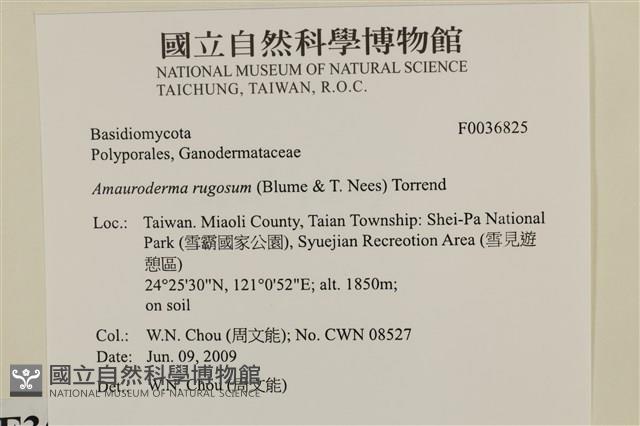 國立自然科學博物館
NATIONAL MUSEUM OF NATURAL SCIENCE
TAICHUNG, TAIWAN, R.O.C.
Basidiomycota F0036825
Polyporales, Ganodermataceae
Amauroderma rugosum (Blume & T. Nees) Torrend
Loc.: Taiwan. Miaoli County, Taian Township: Shei-Pa National
Park (雪霸國家公園), Syuejian Recreotion Area (雪見遊
憩區)
24°25'30"N, 121°0'52"E; alt. 1850m;
on soil
Col.: W.N. Chou (周文能); No. CWN 08527
Date: Jun. 09, 2009
Det.: W.N. Chou (周文能)
國立自然科學博物館
NATIONAL MUSEUM OF NATURAL SCIENCE